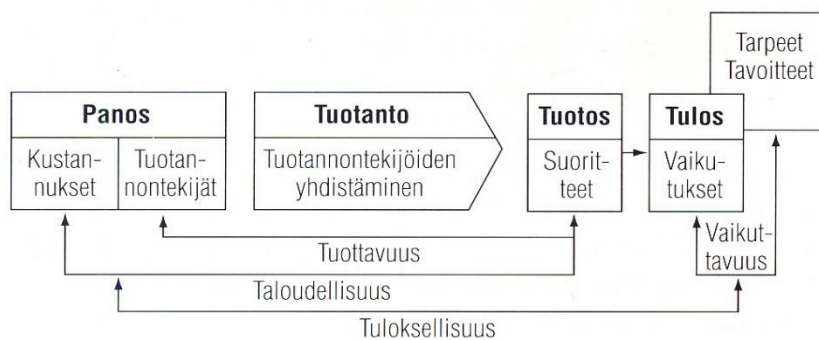 Tarpeet
Tavoitteet
Panos
Tuotanto
Tuotos
Tulos
Kustan-
nukset
Tuotan-
nontekijät
Tuotannontekijöiden
yhdistäminen
Suorit-
teet
Vaiku-
tukset
Tuottavuus
Vaikut-
tavuus
Taloudellisuus
Tuloksellisuus